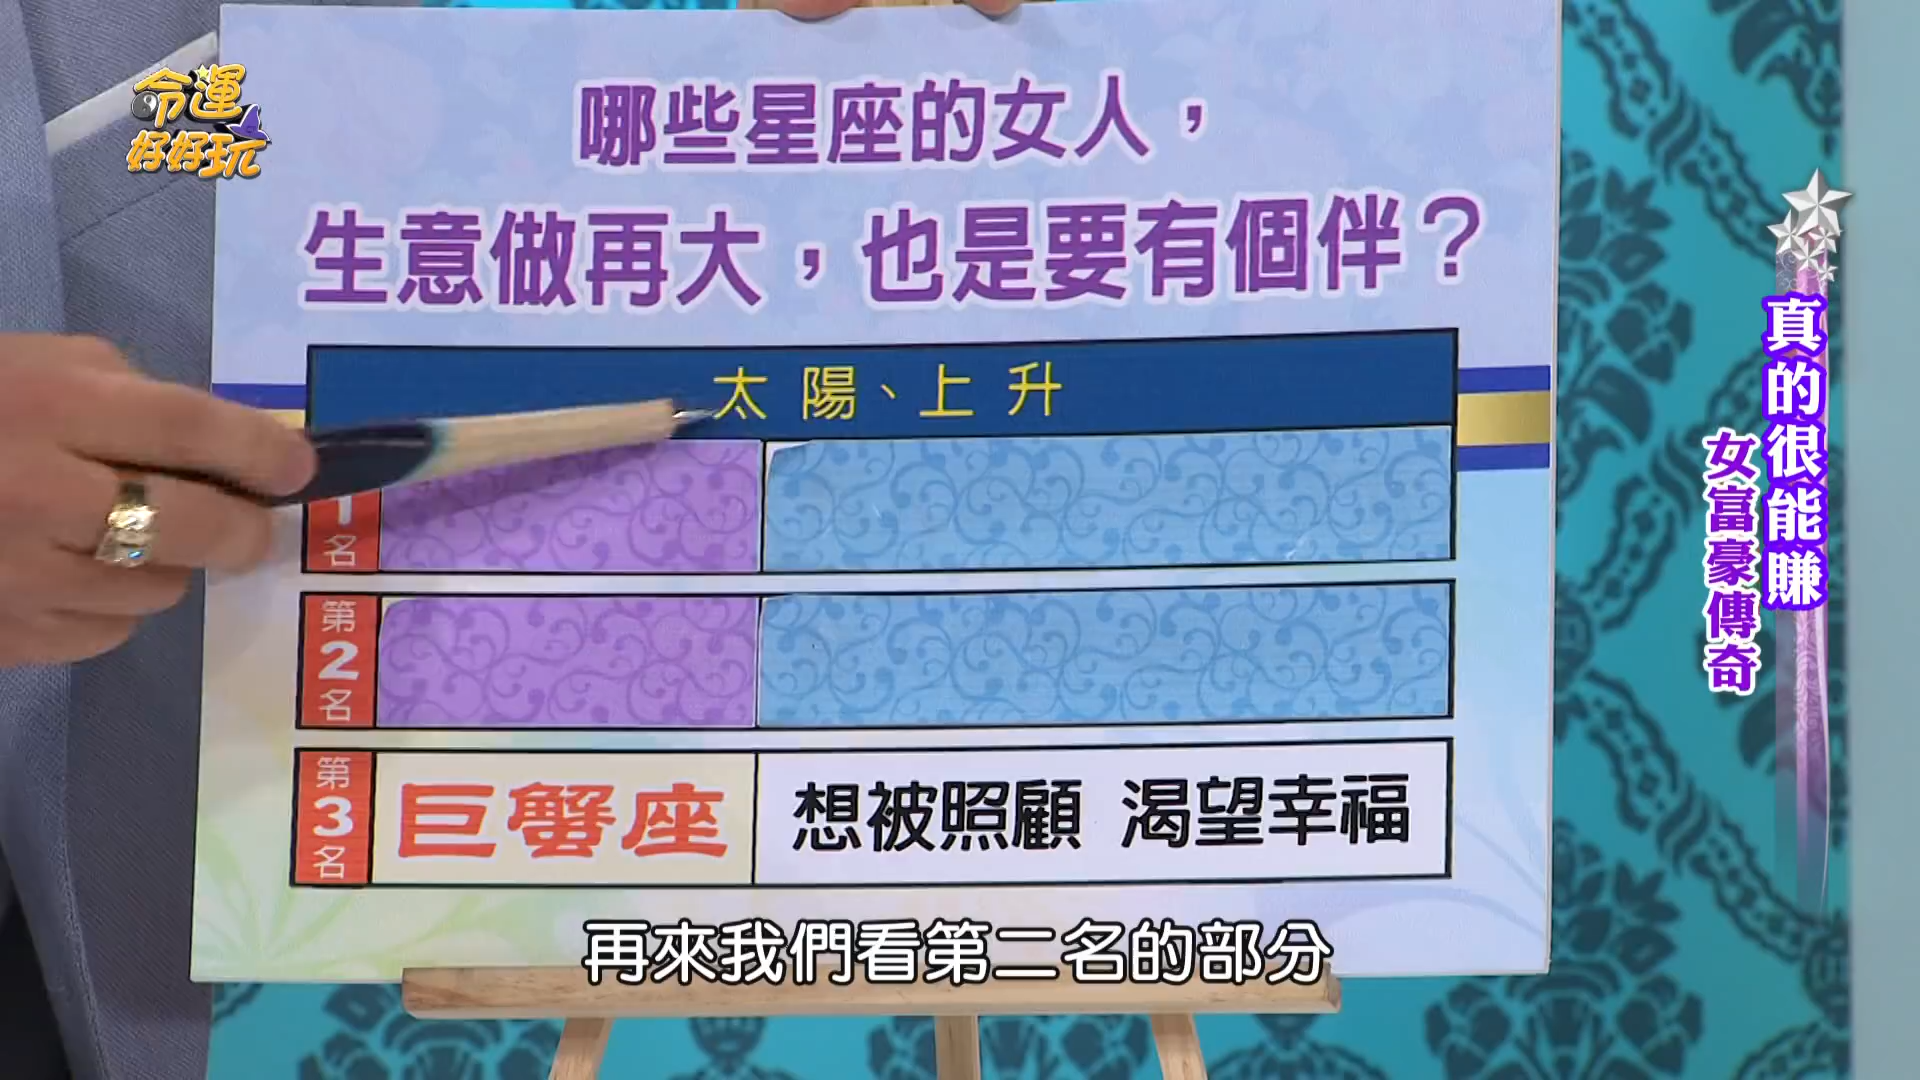 命運
好好玩
哪些星座的女人，
生意做再大，也是要有個伴？
太陽、上升
1名
第2名
第3名
巨蟹座
想被照顧 渴望幸福
真的很能賺
女富豪傳奇
再來我們看第二名的部分